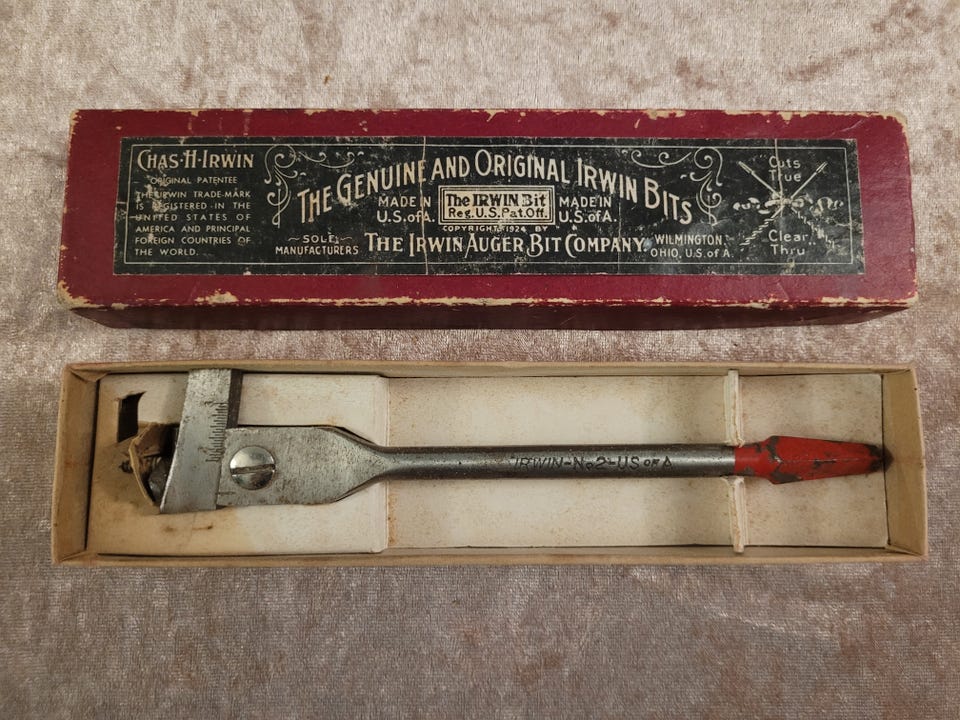 CHAS·H·IRWIN
ORIGINAL PATENTEE
THE IRWIN TRADE-MARK
IS REGISTERED IN THE
UNITED STATES OF
AMERICA AND PRINCIPAL
FOREIGN COUNTRIES OF
THE WORLD.
THE GENUINE AND ORIGINAL IRWIN BITS
MADE IN
U.S. of A.
The IRWIN Bit
Reg. U.S. Pat. Off.
MADE IN
U.S. of A.
COPYRIGHT 1924 BY
~SOLE~
MANUFACTURERS
THE IRWIN AUGER BIT COMPANY,
WILMINGTON,
OHIO, U.S. of A.
Cuts
True
Clear
Thru
IRWIN-No2-US OF A